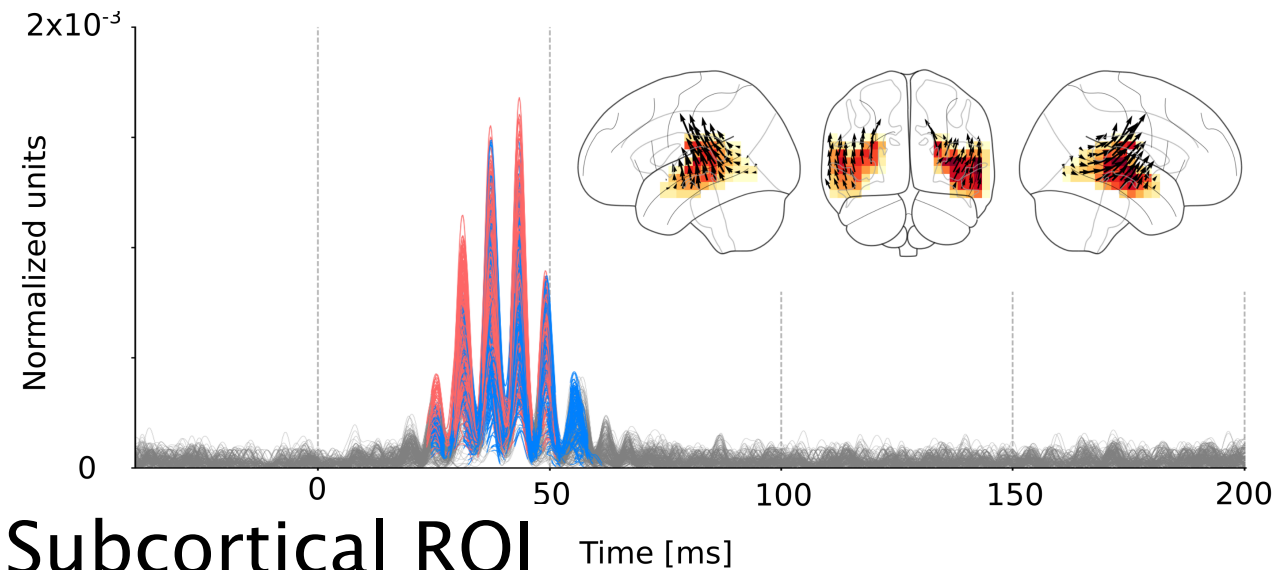 2x10-3
Normalized units
0
0 50 100 150 200
Time [ms]
Subcortical ROI